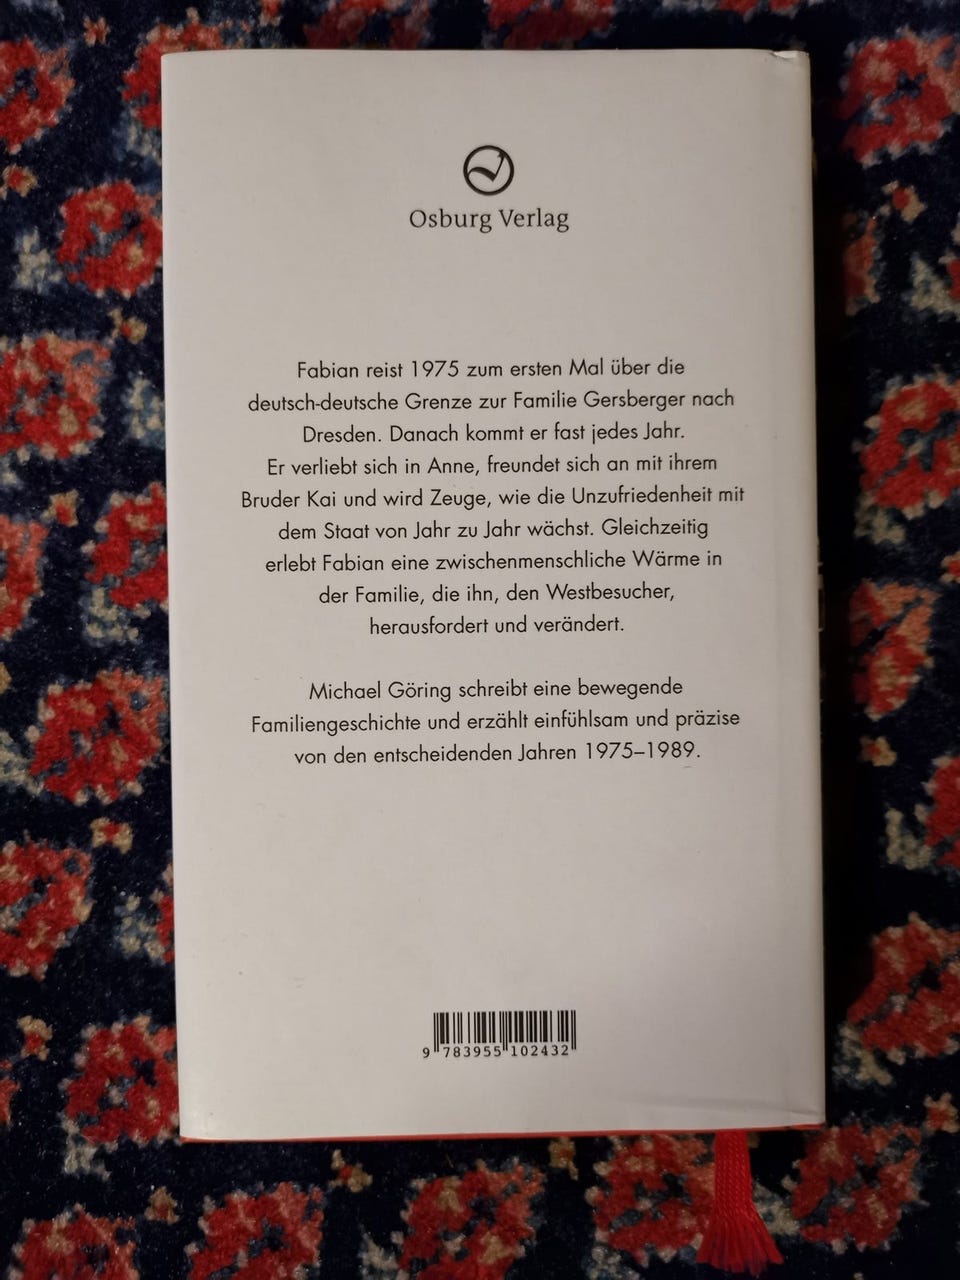 Osburg Verlag
Fabian reist 1975 zum ersten Mal über die
deutsch-deutsche Grenze zur Familie Gersberger nach
Dresden. Danach kommt er fast jedes Jahr.
Er verliebt sich in Anne, freundet sich an mit ihrem
Bruder Kai und wird Zeuge, wie die Unzufriedenheit mit
dem Staat von Jahr zu Jahr wächst. Gleichzeitig
erlebt Fabian eine zwischenmenschliche Wärme in
der Familie, die ihn, den Westbesucher,
herausfordert und verändert.
Michael Göring schreibt eine bewegende
Familiengeschichte und erzählt einfühlsam und präzise
von den entscheidenden Jahren 1975–1989.
9 783955 102432